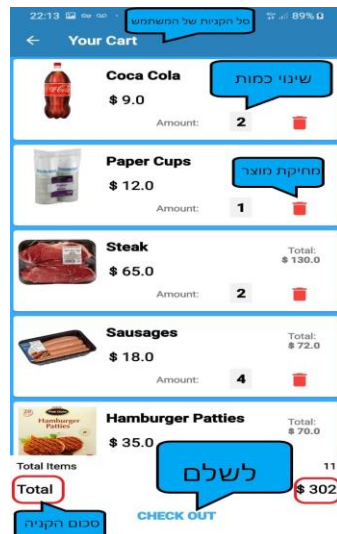 22:13 89%
סל הקניות של המשתמש
Your Cart
Coca Cola
שינוי כמות
$ 9.0
Amount: 2
Paper Cups
מחיקת מוצר
$ 12.0
Amount: 1
Steak
Total:
$ 130.0
$ 65.0
Amount: 2
Sausages
Total:
$ 72.0
$ 18.0
Amount: 4
Hamburger Patties
Total:
$ 70.0
$ 35.0
Hamburger
Patties
לשלם
Total Items 11
Total $ 302
CHECK OUT
סכום הקניה